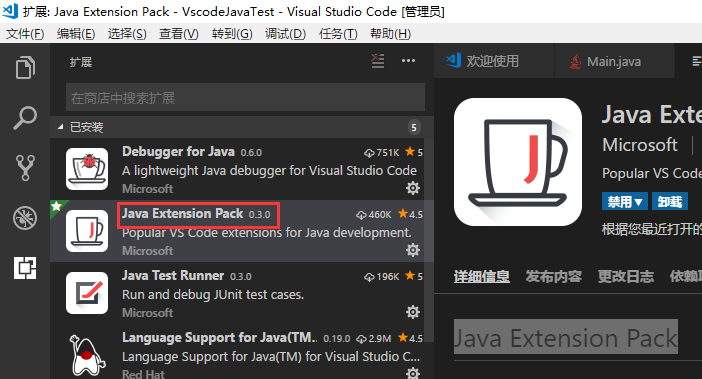 扩展: Java Extension Pack - VscodeJavaTest - Visual Studio Code [管理员]
文件(F) 编辑(E) 选择(S) 查看(V) 转到(G) 调试(D) 任务(T) 帮助(H)
扩展
在商店中搜索扩展
已安装 5
Debugger for Java 0.6.0 751K 5
A lightweight Java debugger for Visual Studio Code
Microsoft
Java Extension Pack 0.3.0 460K 4.5
Popular VS Code extensions for Java development.
Microsoft
Java Test Runner 0.3.0 196K 5
Run and debug JUnit test cases.
Microsoft
Language Support for Java(TM... 0.19.0 2.9M 4.5
Language Support for Java(TM) for Visual Studio C...
Red Hat
欢迎使用 Main.java
Java Exten
Microsoft
Popular VS Code
禁用 卸载
根据您最近打开的
详细信息 发布内容 更改日志 依赖项
Java Extension Pack